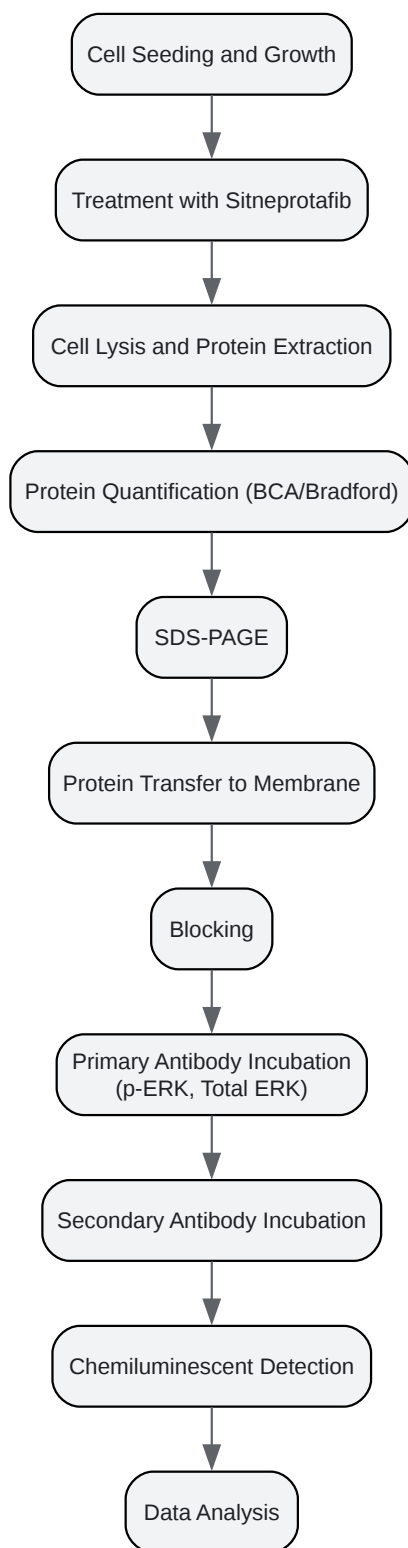 Cell Seeding and Growth
Treatment with Sitneprotafib
Cell Lysis and Protein Extraction
Protein Quantification (BCA/Bradford)
SDS-PAGE
Protein Transfer to Membrane
Blocking
Primary Antibody Incubation
(p-ERK, Total ERK)
Secondary Antibody Incubation
Chemiluminescent Detection
Data Analysis